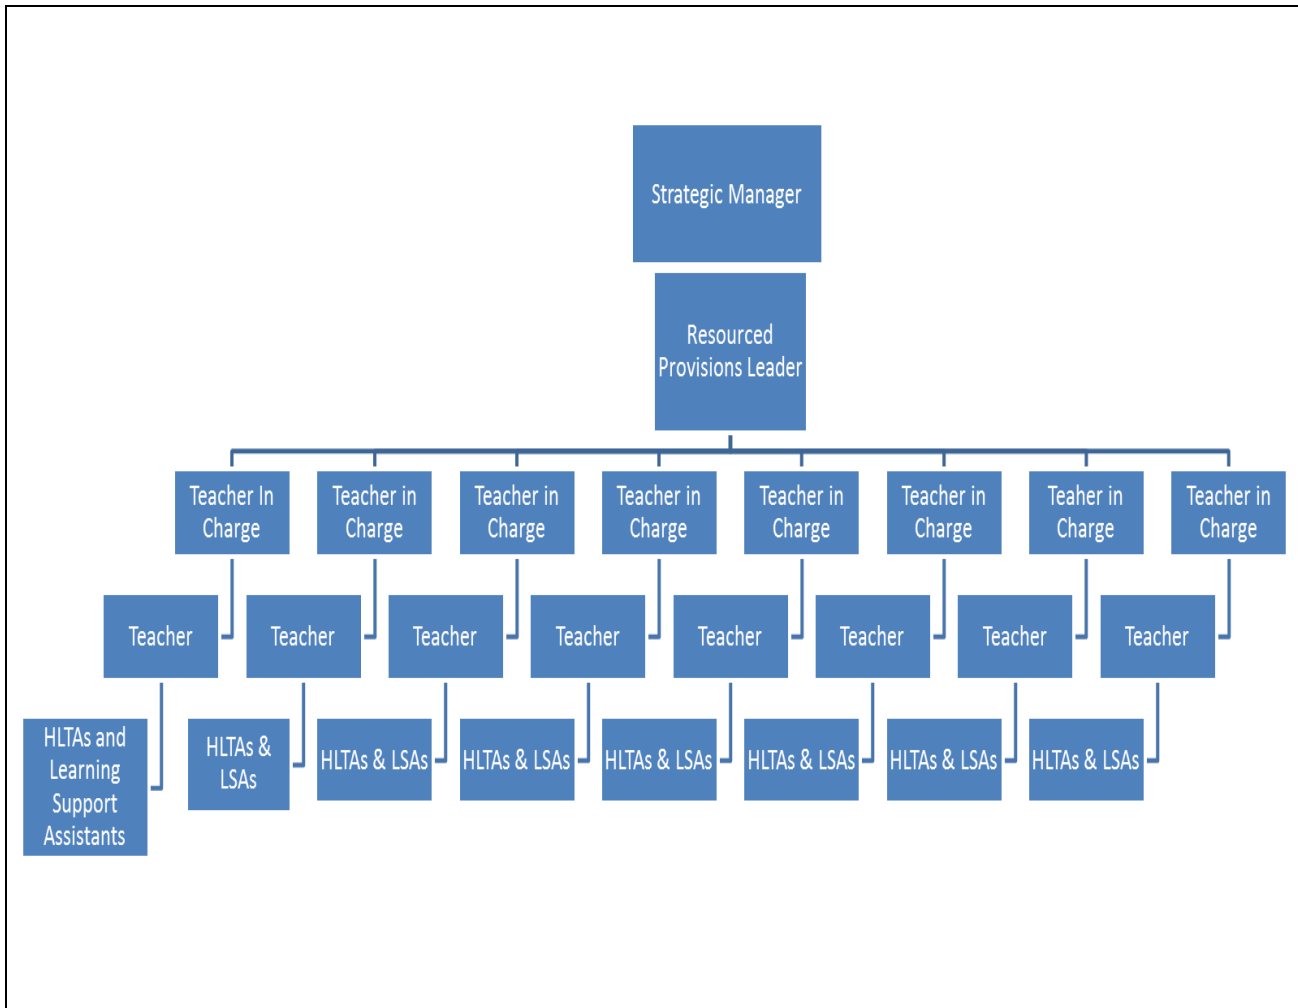 Strategic Manager
Resourced
Provisions Leader
Teacher In
Charge
Teacher in
Charge
Teacher in
Charge
Teacher in
Charge
Teacher in
Charge
Teacher in
Charge
Teaher in
Charge
Teacher in
Charge
Teacher
Teacher
Teacher
Teacher
Teacher
Teacher
Teacher
Teacher
HLTAs and
Learning
Support
Assistants
HLTAs &
LSAs
HLTAs & LSAs
HLTAs & LSAs
HLTAs & LSAs
HLTAs & LSAs
HLTAs & LSAs
HLTAs & LSAs